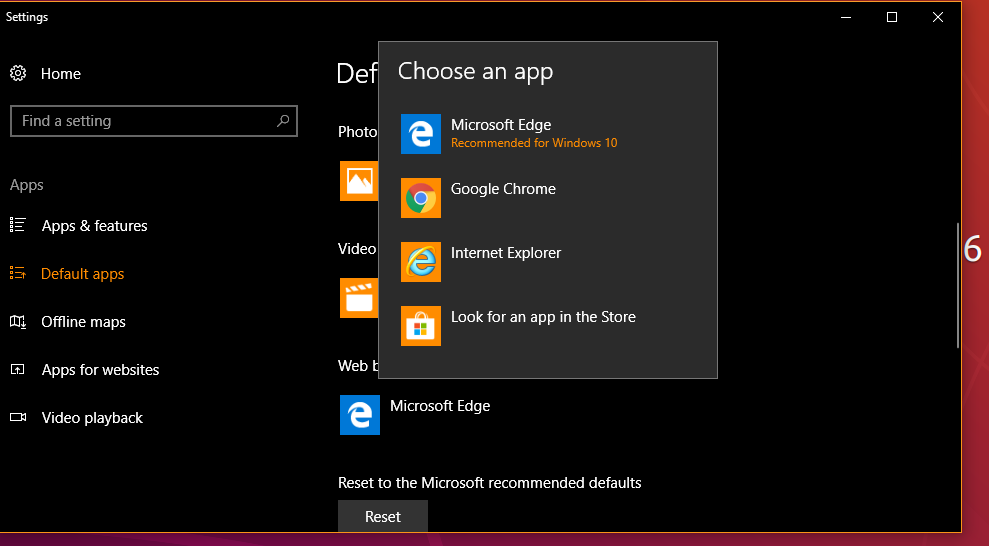 Settings
Home
Find a setting
Apps
Apps & features
Default apps
Offline maps
Apps for websites
Video playback
Def
Choose an app
Microsoft Edge
Recommended for Windows 10
Google Chrome
Internet Explorer
Look for an app in the Store
Photo
Video
Web b
Microsoft Edge
Reset to the Microsoft recommended defaults
Reset
6